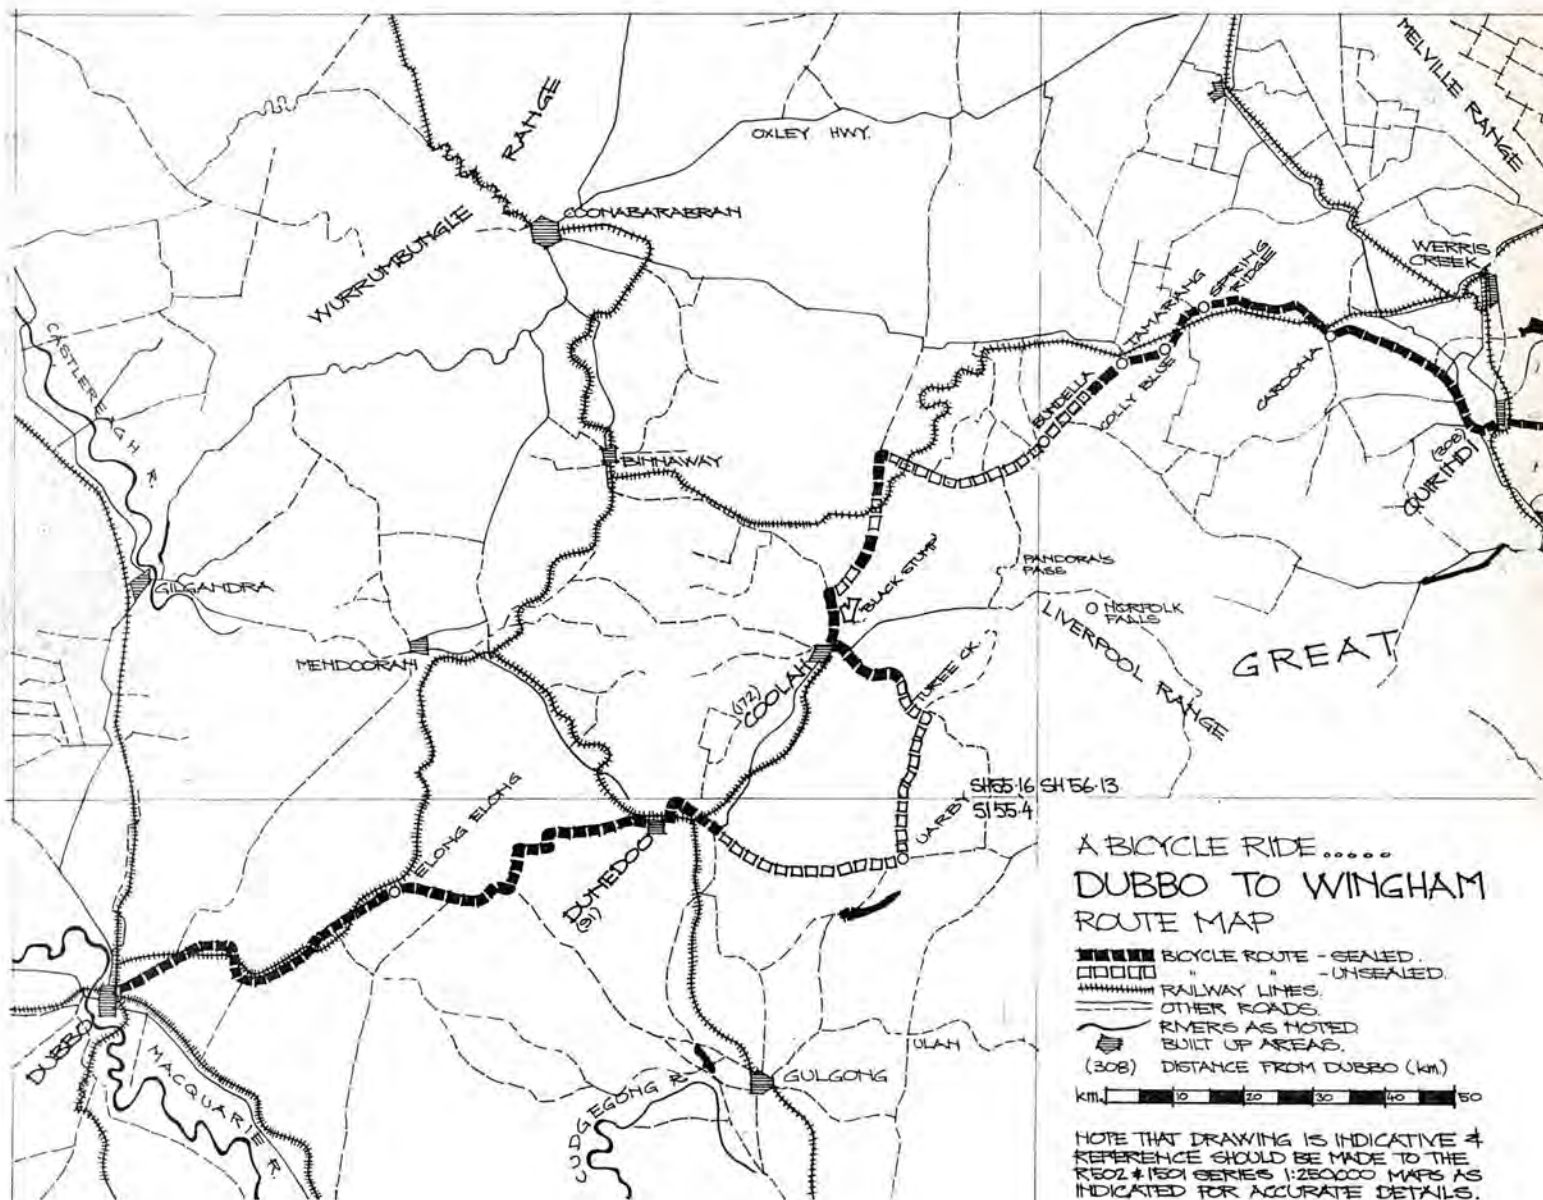 MELVILLE RANGE
OXLEY HWY.
WURRUMBUNGLE RANGE
COONABARABRAN
WERRIS
CREEK
SPRING
RIDGE
TAMARANG
CASTLEREAGH R.
BUNDELLA
COLLY BLUE
CAROONA
BINNAWAY
(308)
QUIRINDI
BLACK STUMP
PANDORA'S
PASS
GILGANDRA
NORFOLK
FALLS
LIVERPOOL RANGE
GREAT
MENDOORAN
TUREE CK.
(172)
COOLAH
ELONG ELONG
UARBY
SH55·16 SH56·13
SI55·4
DUNEDOO
(91)
A BICYCLE RIDE.....
DUBBO TO WINGHAM
ROUTE MAP
BICYCLE ROUTE - SEALED.
" " - UNSEALED.
RAILWAY LINES.
OTHER ROADS.
RIVERS AS NOTED
BUILT UP AREAS.
(308) DISTANCE FROM DUBBO (km)
km. 10 20 30 40 50
DUBBO
MACQUARIE R.
CUDGEGONG R.
GULGONG
ULAN
NOTE THAT DRAWING IS INDICATIVE &
REFERENCE SHOULD BE MADE TO THE
R502 & 1501 SERIES 1:250000 MAPS AS
INDICATED FOR ACCURATE DETAILS.